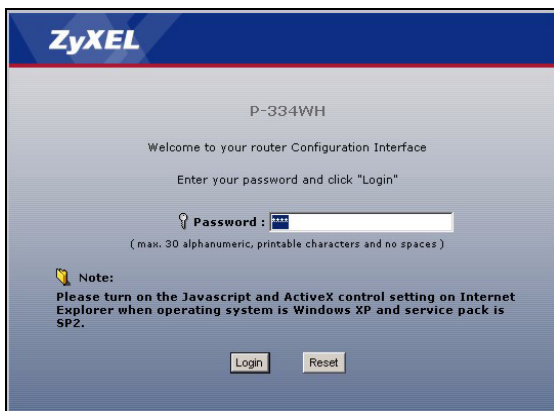 ZyXEL
P-334WH
Welcome to your router Configuration Interface
Enter your password and click "Login"
Password : ****
( max. 30 alphanumeric, printable characters and no spaces )
Note:
Please turn on the Javascript and ActiveX control setting on Internet
Explorer when operating system is Windows XP and service pack is
SP2.
Login Reset